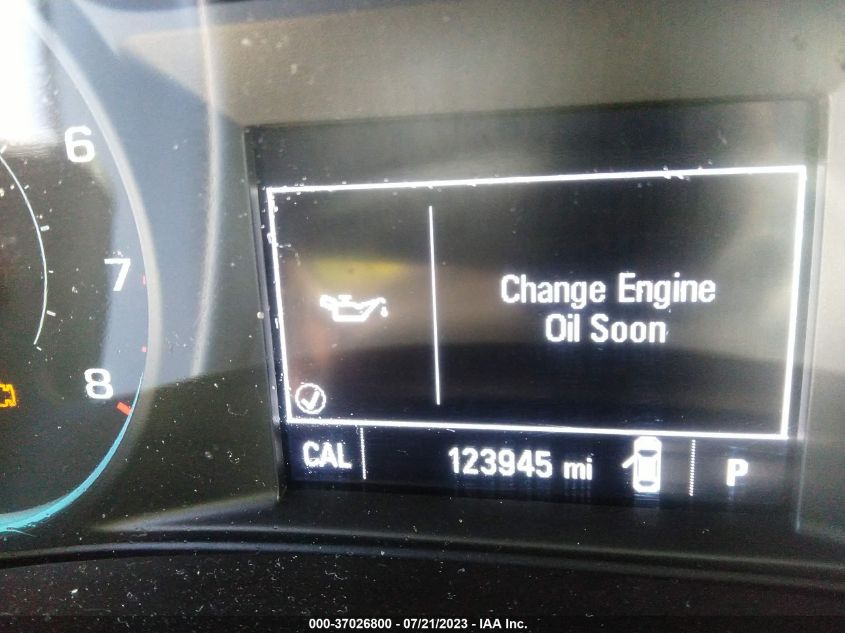 6
7
8
Change Engine
Oil Soon
CAL
123945 mi
P
000-37026800 - 07/21/2023 - IAA Inc.